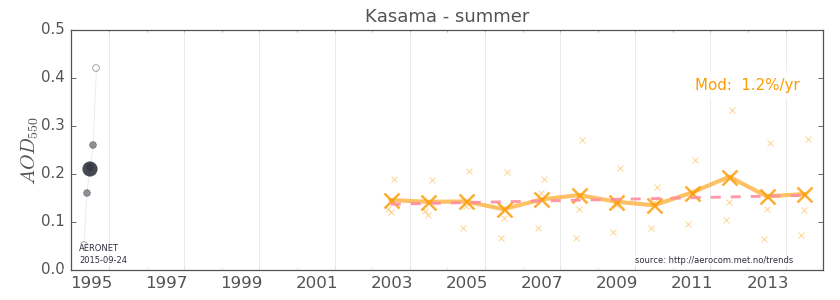 Kasama - summer
0.5
0.4
0.3
0.2
0.1
0.0
AOD550
Mod: 1.2%/yr
AERONET
2015-09-24
source: http://aerocom.met.no/trends
1995 1997 1999 2001 2003 2005 2007 2009 2011 2013